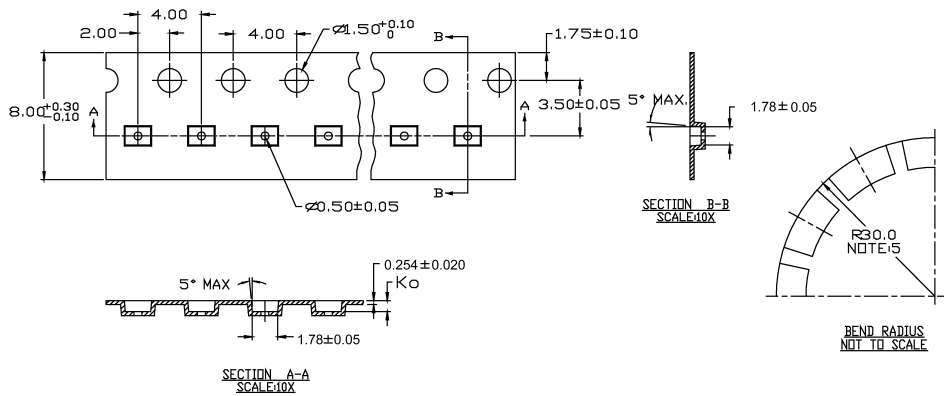 4.00
2.00
4.00
⌀1.50+0.10 0
B
1.75±0.10
8.00+0.30 -0.10
A
A
3.50±0.05
5° MAX.
1.78±0.05
B
⌀0.50±0.05
SECTION B-B
SCALE:10X
R30.0
NOTE:5
5° MAX
0.254±0.020
Ko
1.78±0.05
BEND RADIUS
NOT TO SCALE
SECTION A-A
SCALE:10X